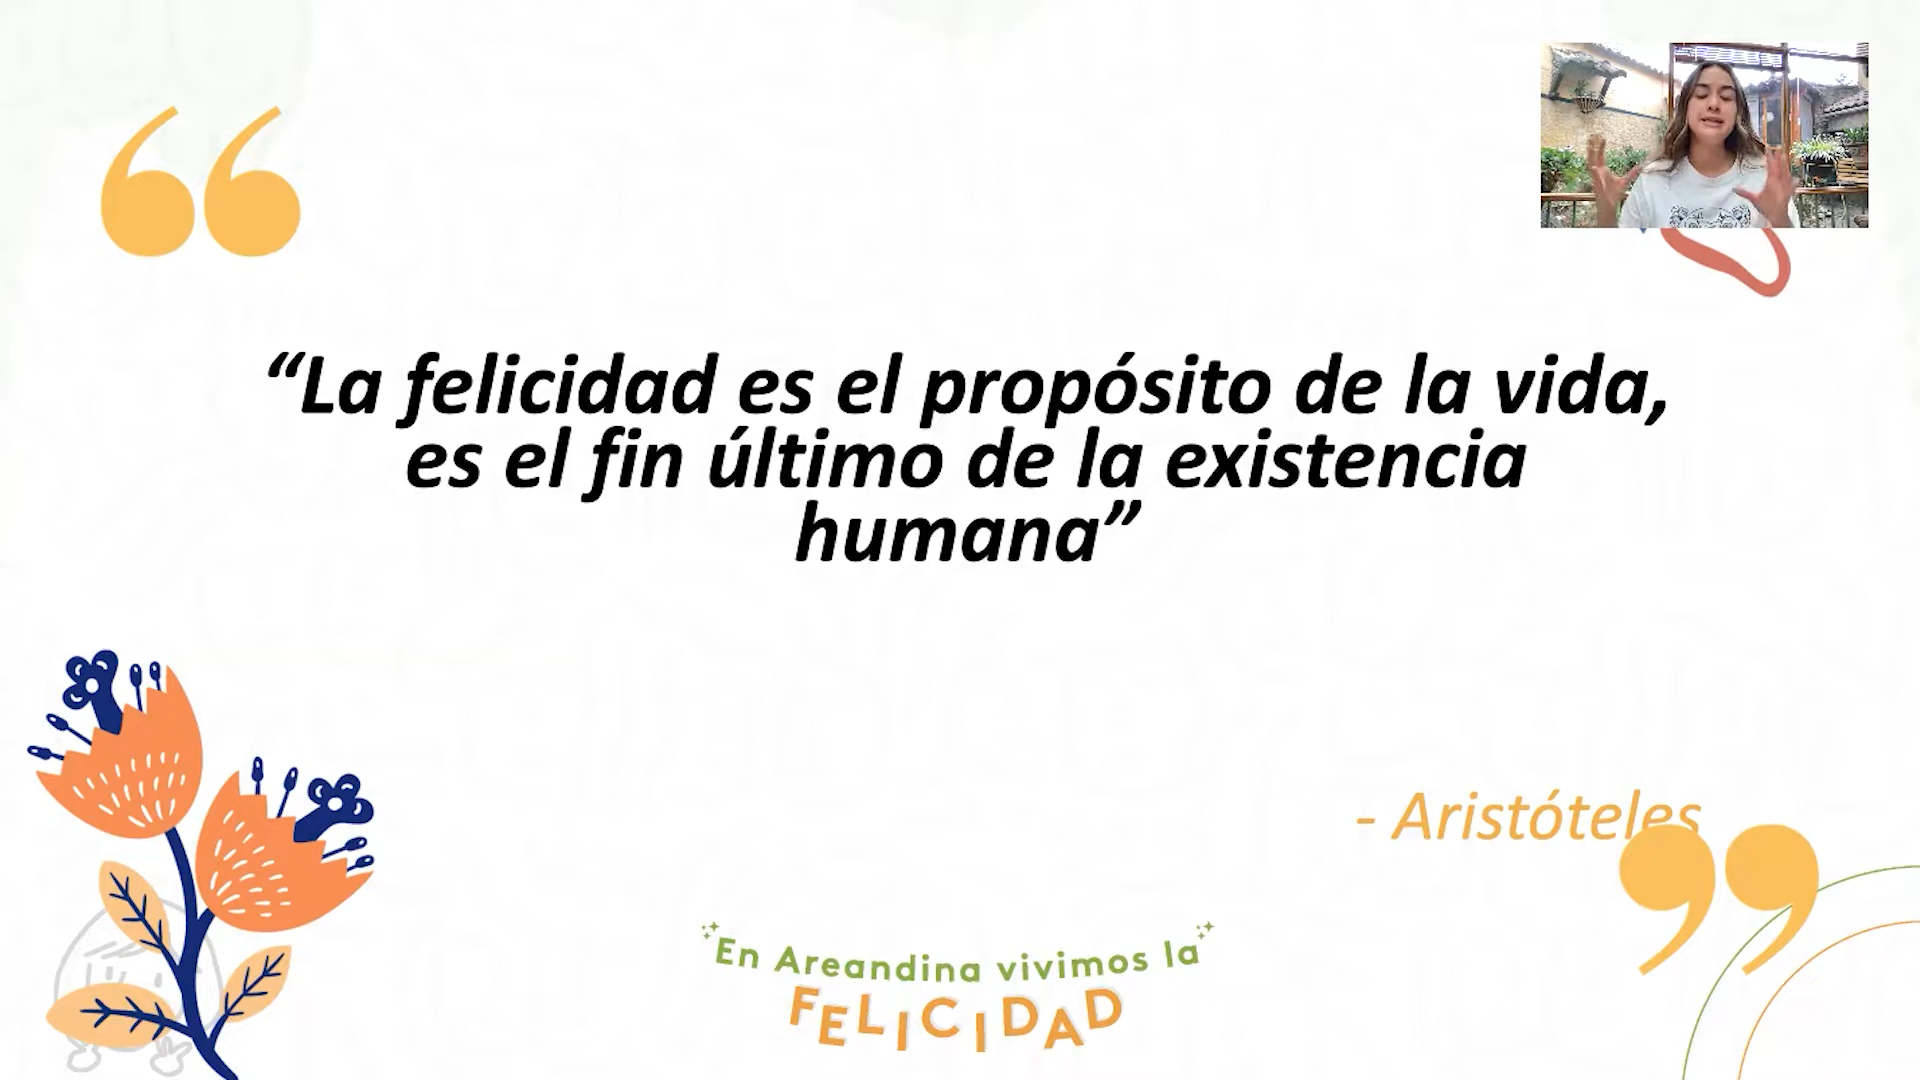 “La felicidad es el propósito de la vida,
es el fin último de la existencia
humana”
- Aristóteles
En Areandina vivimos la
FELICIDAD